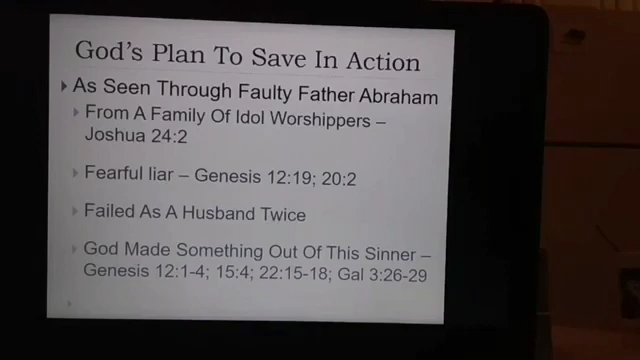 God's Plan To Save In Action
As Seen Through Faulty Father Abraham
From A Family Of Idol Worshippers –
Joshua 24:2
Fearful liar – Genesis 12:19; 20:2
Failed As A Husband Twice
God Made Something Out Of This Sinner –
Genesis 12:1-4; 15:4; 22:15-18; Gal 3:26-29